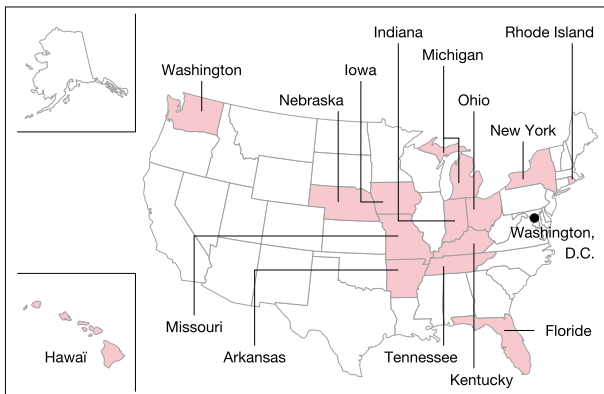 Indiana
Rhode Island
Michigan
Washington
Iowa
Nebraska
Ohio
New York
Washington,
D.C.
Missouri
Floride
Hawaï
Arkansas
Tennessee
Kentucky